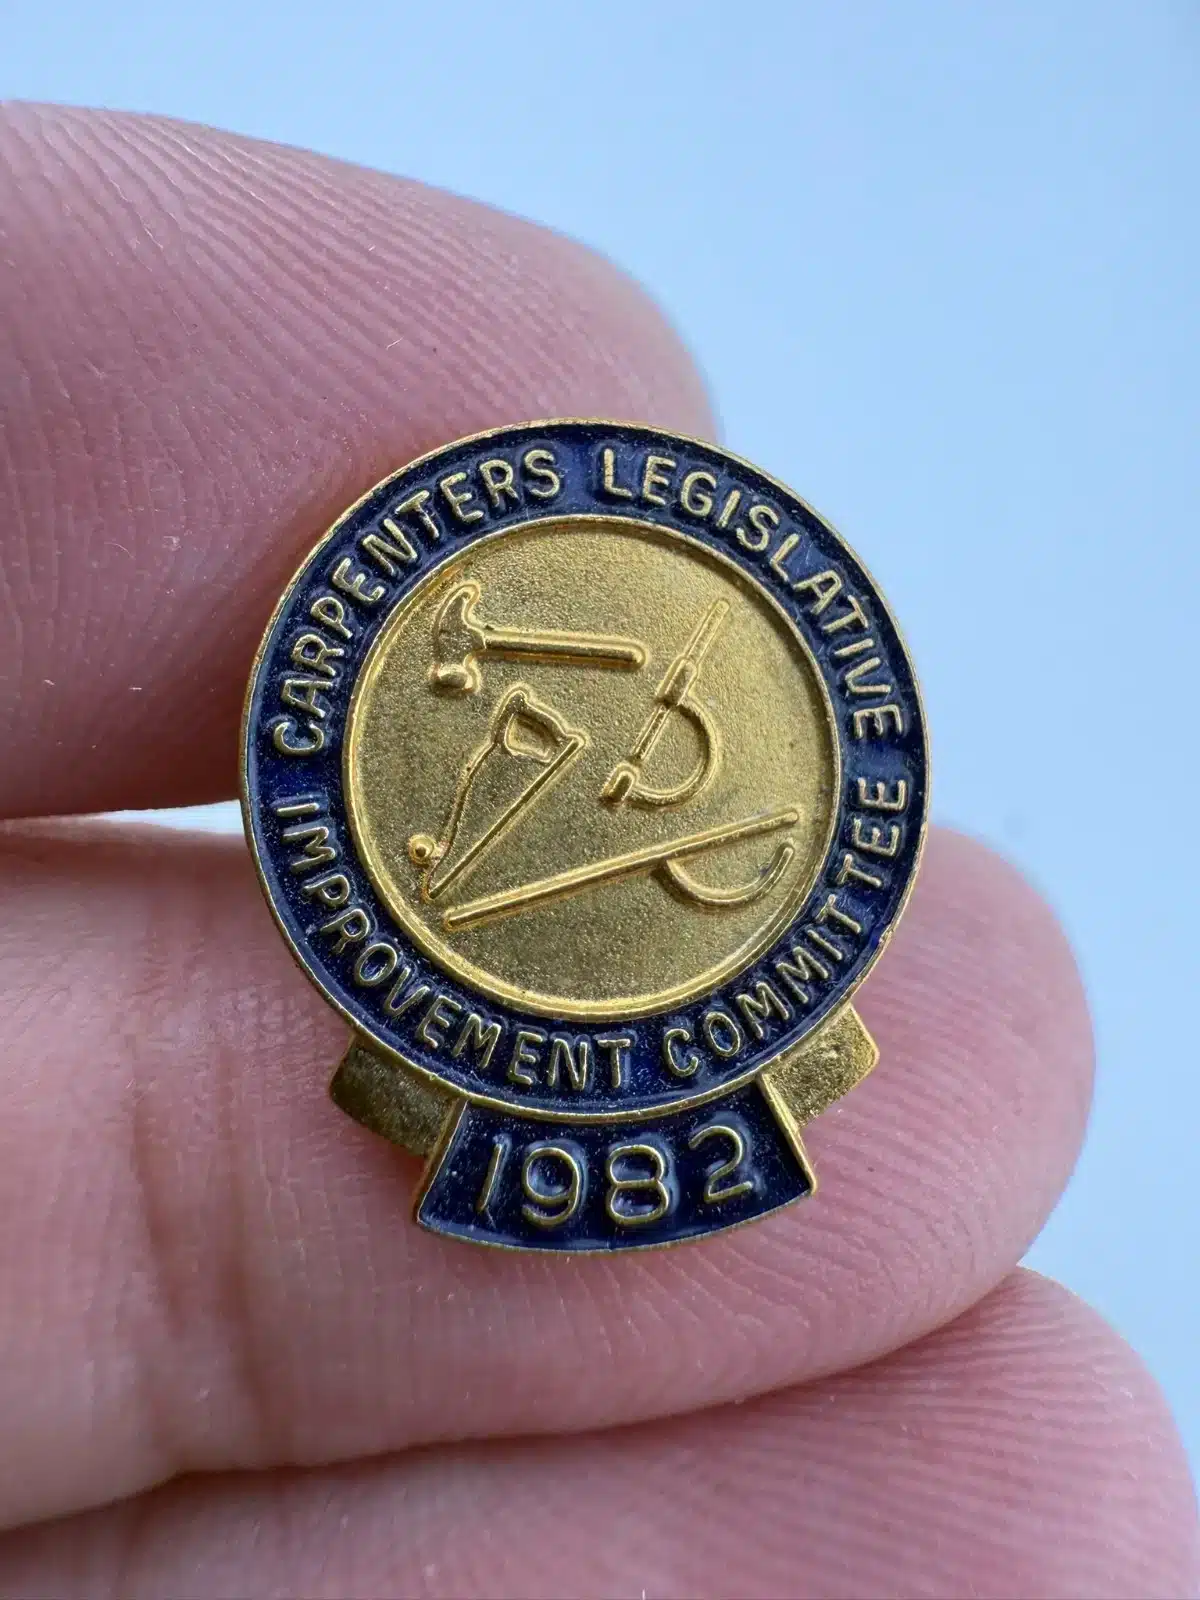 CARPENTERS LEGISLATIVE
IMPROVEMENT COMMITTEE
1982